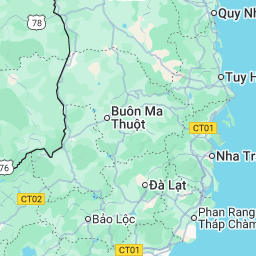 Quy Nh
78
Tuy H
Buôn Ma
Thuột
CT01
Nha Tra
76
Đà Lạt
CT02
Bảo Lộc
Phan Rang
Tháp Chàm
CT01